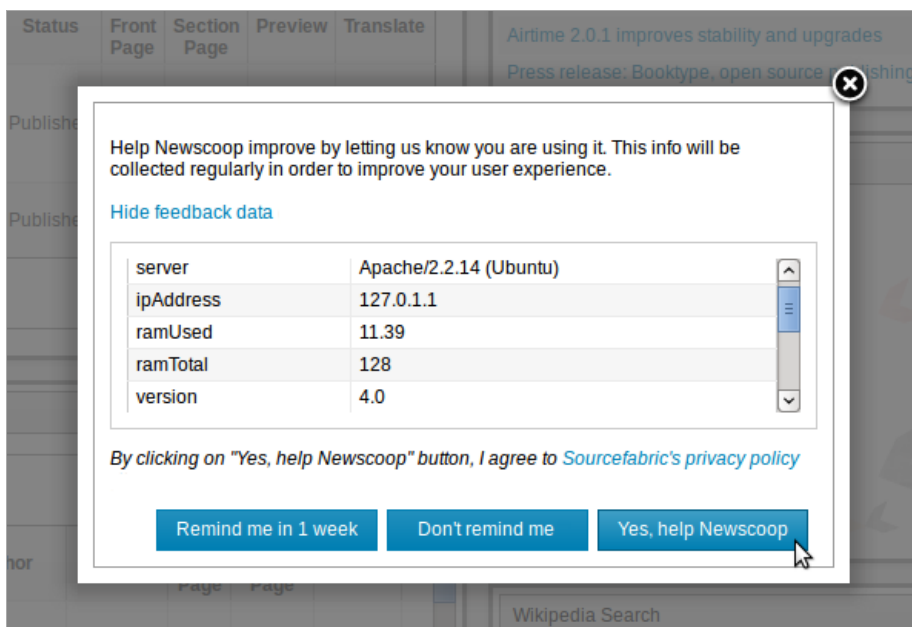 Status Front Section Preview Translate
Page Page
Airtime 2.0.1 improves stability and upgrades
Press release: Booktype, open source
Help Newscoop improve by letting us know you are using it. This info will be
collected regularly in order to improve your user experience.
Hide feedback data
server Apache/2.2.14 (Ubuntu)
ipAddress 127.0.1.1
ramUsed 11.39
ramTotal 128
version 4.0
By clicking on "Yes, help Newscoop" button, I agree to Sourcefabric's privacy policy
Remind me in 1 week Don't remind me Yes, help Newscoop
Page Page
Wikipedia Search